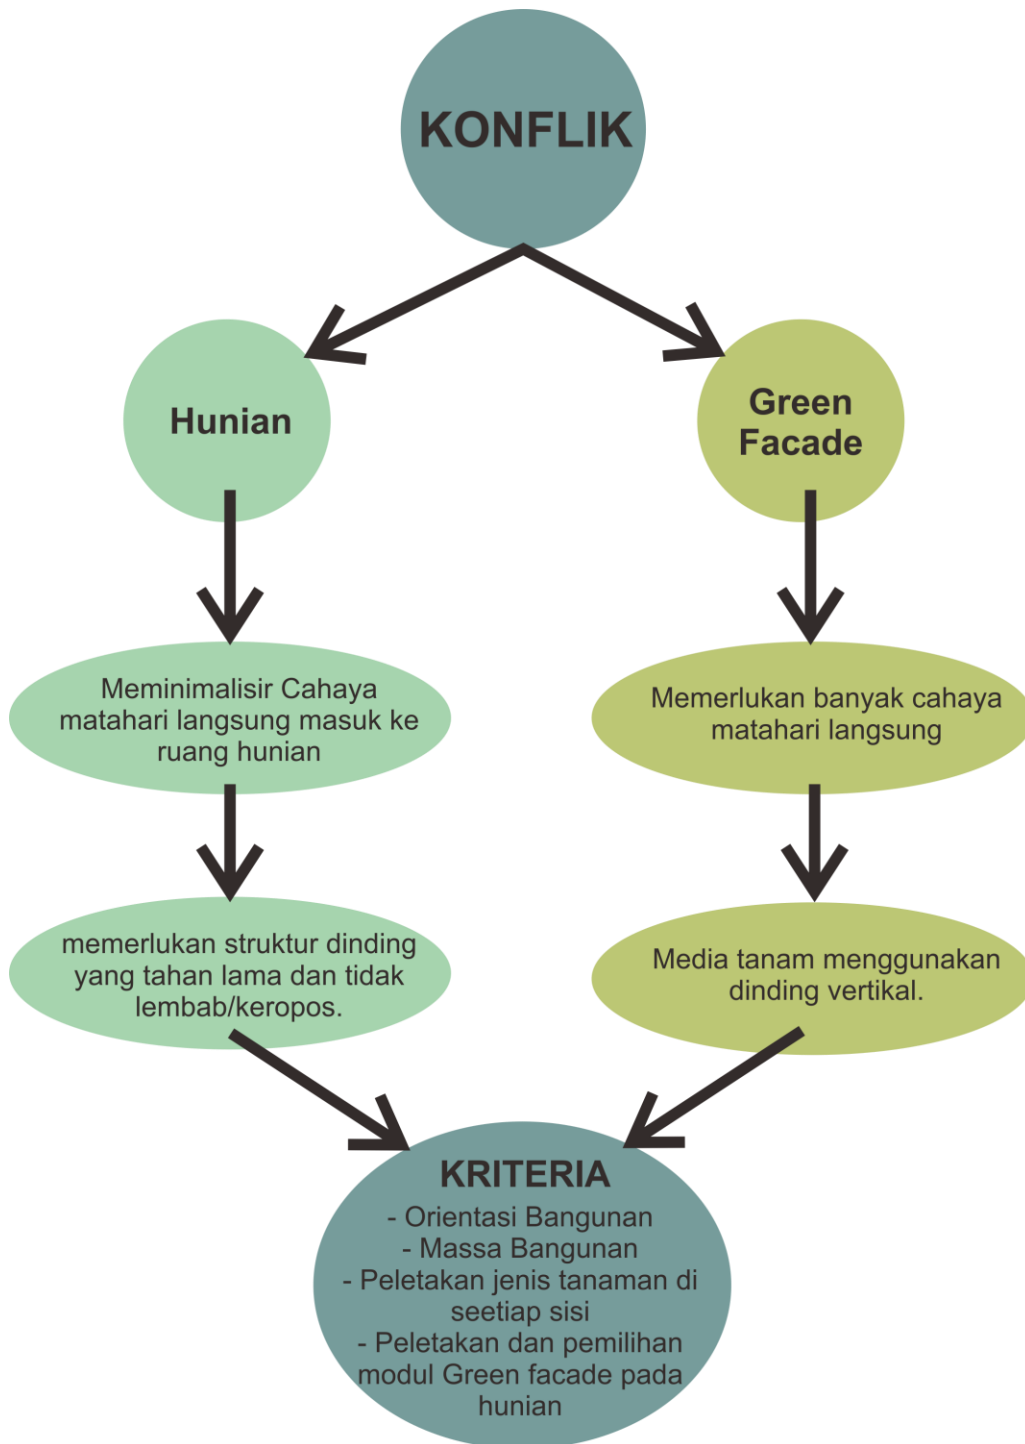 KONFLIK
Hunian
Green
Facade
Meminimalisir Cahaya
matahari langsung masuk ke
ruang hunian
Memerlukan banyak cahaya
matahari langsung
memerlukan struktur dinding
yang tahan lama dan tidak
lembab/keropos.
Media tanam menggunakan
dinding vertikal.
KRITERIA
- Orientasi Bangunan
- Massa Bangunan
- Peletakan jenis tanaman di
seetiap sisi
- Peletakan dan pemilihan
modul Green facade pada
hunian